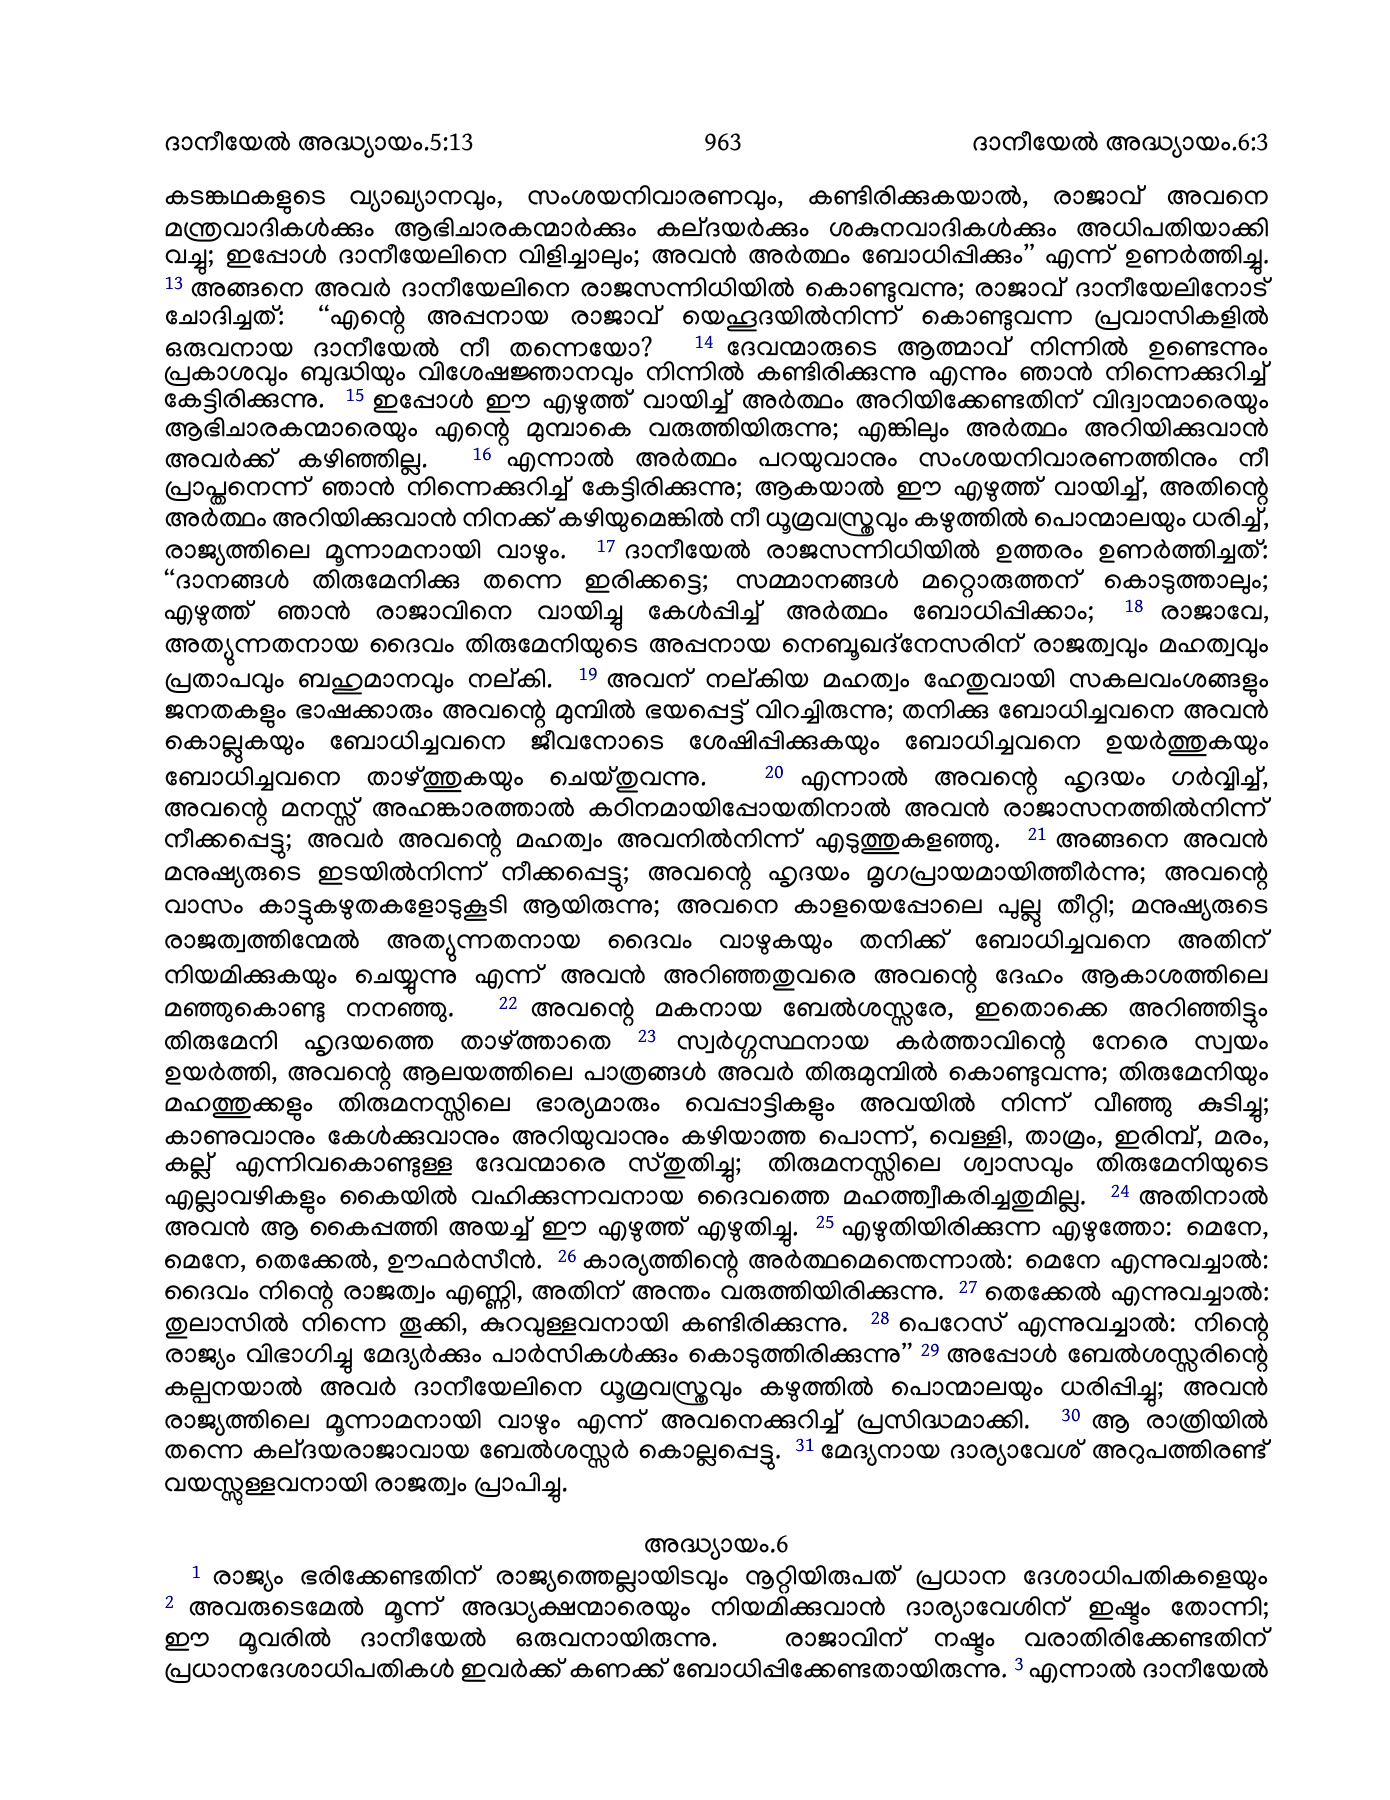 ദാനീയേൽ അദ്ധ്യായം.5:13 963 ദാനീയേൽ അദ്ധ്യായം.6:3
കടങ്കഥകളുടെ വ്യാഖ്യാനവും, സംശയനിവാരണവും, കണ്ടിരിക്കുകയാൽ, രാജാവ് അവനെ
മന്ത്രവാദികൾക്കും ആഭിചാരകന്മാർക്കും കല്ദയർക്കും ശകുനവാദികൾക്കും അധിപതിയാക്കി
വച്ചു; ഇപ്പോൾ ദാനീയേലിനെ വിളിച്ചാലും; അവൻ അർത്ഥം ബോധിപ്പിക്കും” എന്ന് ഉണർത്തിച്ചു.
13 അങ്ങനെ അവർ ദാനീയേലിനെ രാജസന്നിധിയിൽ കൊണ്ടുവന്നു; രാജാവ് ദാനീയേലിനോട്
ചോദിച്ചത്: “എന്റെ അപ്പനായ രാജാവ് യെഹൂദയിൽനിന്ന് കൊണ്ടുവന്ന പ്രവാസികളിൽ
ഒരുവനായ ദാനീയേൽ നീ തന്നെയോ? 14 ദേവന്മാരുടെ ആത്മാവ് നിന്നിൽ ഉണ്ടെന്നും
പ്രകാശവും ബുദ്ധിയും വിശേഷജ്ഞാനവും നിന്നിൽ കണ്ടിരിക്കുന്നു എന്നും ഞാൻ നിന്നെക്കുറിച്ച്
കേട്ടിരിക്കുന്നു. 15 ഇപ്പോൾ ഈ എഴുത്ത് വായിച്ച് അർത്ഥം അറിയിക്കേണ്ടതിന് വിദ്വാന്മാരെയും
ആഭിചാരകന്മാരെയും എന്റെ മുമ്പാകെ വരുത്തിയിരുന്നു; എങ്കിലും അർത്ഥം അറിയിക്കുവാൻ
അവർക്ക് കഴിഞ്ഞില്ല. 16 എന്നാൽ അർത്ഥം പറയുവാനും സംശയനിവാരണത്തിനും നീ
പ്രാപ്തനെന്ന് ഞാൻ നിന്നെക്കുറിച്ച് കേട്ടിരിക്കുന്നു; ആകയാൽ ഈ എഴുത്ത് വായിച്ച്, അതിന്റെ
അർത്ഥം അറിയിക്കുവാൻ നിനക്ക് കഴിയുമെങ്കിൽ നീ ധൂമ്രവസ്ത്രവും കഴുത്തിൽ പൊന്മാലയും ധരിച്ച്,
രാജ്യത്തിലെ മൂന്നാമനായി വാഴും. 17 ദാനീയേൽ രാജസന്നിധിയിൽ ഉത്തരം ഉണർത്തിച്ചത്:
“ദാനങ്ങൾ തിരുമേനിക്കു തന്നെ ഇരിക്കട്ടെ; സമ്മാനങ്ങൾ മറ്റൊരുത്തന് കൊടുത്താലും;
എഴുത്ത് ഞാൻ രാജാവിനെ വായിച്ചു കേൾപ്പിച്ച് അർത്ഥം ബോധിപ്പിക്കാം; 18 രാജാവേ,
അത്യുന്നതനായ ദൈവം തിരുമേനിയുടെ അപ്പനായ നെബൂഖദ്നേസരിന് രാജത്വവും മഹത്വവും
പ്രതാപവും ബഹുമാനവും നല്കി. 19 അവന് നല്കിയ മഹത്വം ഹേതുവായി സകലവംശങ്ങളും
ജനതകളും ഭാഷക്കാരും അവന്റെ മുമ്പിൽ ഭയപ്പെട്ട് വിറച്ചിരുന്നു; തനിക്കു ബോധിച്ചവനെ അവൻ
കൊല്ലുകയും ബോധിച്ചവനെ ജീവനോടെ ശേഷിപ്പിക്കുകയും ബോധിച്ചവനെ ഉയർത്തുകയും
ബോധിച്ചവനെ താഴ്ത്തുകയും ചെയ്തുവന്നു. 20 എന്നാൽ അവന്റെ ഹൃദയം ഗർവ്വിച്ച്,
അവന്റെ മനസ്സ് അഹങ്കാരത്താൽ കഠിനമായിപ്പോയതിനാൽ അവൻ രാജാസനത്തിൽനിന്ന്
നീക്കപ്പെട്ടു; അവർ അവന്റെ മഹത്വം അവനിൽനിന്ന് എടുത്തുകളഞ്ഞു. 21 അങ്ങനെ അവൻ
മനുഷ്യരുടെ ഇടയിൽനിന്ന് നീക്കപ്പെട്ടു; അവന്റെ ഹൃദയം മൃഗപ്രായമായിത്തീർന്നു; അവന്റെ
വാസം കാട്ടുകഴുതകളോടുകൂടി ആയിരുന്നു; അവനെ കാളയെപ്പോലെ പുല്ലു തീറ്റി; മനുഷ്യരുടെ
രാജത്വത്തിന്മേൽ അത്യുന്നതനായ ദൈവം വാഴുകയും തനിക്ക് ബോധിച്ചവനെ അതിന്
നിയമിക്കുകയും ചെയ്യുന്നു എന്ന് അവൻ അറിഞ്ഞതുവരെ അവന്റെ ദേഹം ആകാശത്തിലെ
മഞ്ഞുകൊണ്ടു നനഞ്ഞു. 22 അവന്റെ മകനായ ബേൽശസ്സരേ, ഇതൊക്കെ അറിഞ്ഞിട്ടും
തിരുമേനി ഹൃദയത്തെ താഴ്ത്താതെ 23 സ്വർഗ്ഗസ്ഥനായ കർത്താവിന്റെ നേരെ സ്വയം
ഉയർത്തി, അവന്റെ ആലയത്തിലെ പാത്രങ്ങൾ അവർ തിരുമുമ്പിൽ കൊണ്ടുവന്നു; തിരുമേനിയും
മഹത്തുക്കളും തിരുമനസ്സിലെ ഭാര്യമാരും വെപ്പാട്ടികളും അവയിൽ നിന്ന് വീഞ്ഞു കുടിച്ചു;
കാണുവാനും കേൾക്കുവാനും അറിയുവാനും കഴിയാത്ത പൊന്ന്, വെള്ളി, താമ്രം, ഇരിമ്പ്, മരം,
കല്ല് എന്നിവകൊണ്ടുള്ള ദേവന്മാരെ സ്തുതിച്ചു; തിരുമനസ്സിലെ ശ്വാസവും തിരുമേനിയുടെ
എല്ലാവഴികളും കൈയിൽ വഹിക്കുന്നവനായ ദൈവത്തെ മഹത്ത്വീകരിച്ചതുമില്ല. 24 അതിനാൽ
അവൻ ആ കൈപ്പത്തി അയച്ച് ഈ എഴുത്ത് എഴുതിച്ചു. 25 എഴുതിയിരിക്കുന്ന എഴുത്തോ: മെനേ,
മെനേ, തെക്കേൽ, ഊഫർസീൻ. 26 കാര്യത്തിന്റെ അർത്ഥമെന്തെന്നാൽ: മെനേ എന്നുവച്ചാൽ:
ദൈവം നിന്റെ രാജത്വം എണ്ണി, അതിന് അന്തം വരുത്തിയിരിക്കുന്നു. 27 തെക്കേൽ എന്നുവച്ചാൽ:
തുലാസിൽ നിന്നെ തൂക്കി, കുറവുള്ളവനായി കണ്ടിരിക്കുന്നു. 28 പെറേസ് എന്നുവച്ചാൽ: നിന്റെ
രാജ്യം വിഭാഗിച്ചു മേദ്യർക്കും പാർസികൾക്കും കൊടുത്തിരിക്കുന്നു” 29 അപ്പോൾ ബേൽശസ്സരിന്റെ
കല്പനയാൽ അവർ ദാനീയേലിനെ ധൂമ്രവസ്ത്രവും കഴുത്തിൽ പൊന്മാലയും ധരിപ്പിച്ചു; അവൻ
രാജ്യത്തിലെ മൂന്നാമനായി വാഴും എന്ന് അവനെക്കുറിച്ച് പ്രസിദ്ധമാക്കി. 30 ആ രാത്രിയിൽ
തന്നെ കല്ദയരാജാവായ ബേൽശസ്സർ കൊല്ലപ്പെട്ടു. 31 മേദ്യനായ ദാര്യാവേശ് അറുപത്തിരണ്ട്
വയസ്സുള്ളവനായി രാജത്വം പ്രാപിച്ചു.
അദ്ധ്യായം.6
1 രാജ്യം ഭരിക്കേണ്ടതിന് രാജ്യത്തെല്ലായിടവും നൂറ്റിയിരുപത് പ്രധാന ദേശാധിപതികളെയും
2 അവരുടെമേൽ മൂന്ന് അദ്ധ്യക്ഷന്മാരെയും നിയമിക്കുവാൻ ദാര്യാവേശിന് ഇഷ്ടം തോന്നി;
ഈ മൂവരിൽ ദാനീയേൽ ഒരുവനായിരുന്നു. രാജാവിന് നഷ്ടം വരാതിരിക്കേണ്ടതിന്
പ്രധാനദേശാധിപതികൾ ഇവർക്ക് കണക്ക് ബോധിപ്പിക്കേണ്ടതായിരുന്നു. 3 എന്നാൽ ദാനീയേൽ